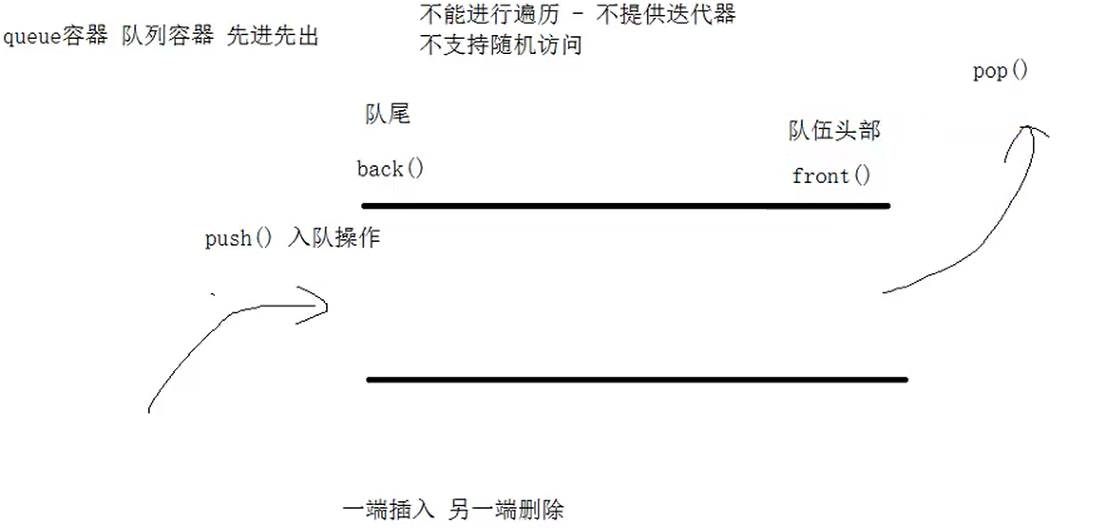 queue容器 队列容器 先进先出
不能进行遍历 - 不提供迭代器
不支持随机访问
pop()
队尾
队伍头部
back()
front()
push() 入队操作
一端插入 另一端删除